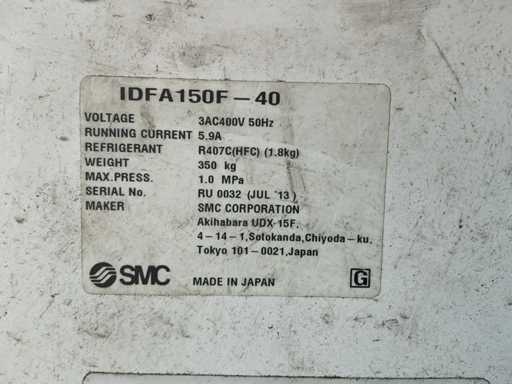 IDFA150F-40
VOLTAGE 3AC400V 50Hz
RUNNING CURRENT 5.9A
REFRIGERANT R407C(HFC) (1.8kg)
WEIGHT 350 kg
MAX.PRESS. 1.0 MPa
SERIAL No. RU 0032 (JUL '13)
MAKER SMC CORPORATION
Akihabara UDX 15F,
4-14-1,Sotokanda,Chiyoda-ku,
Tokyo 101-0021,Japan
SMC MADE IN JAPAN G